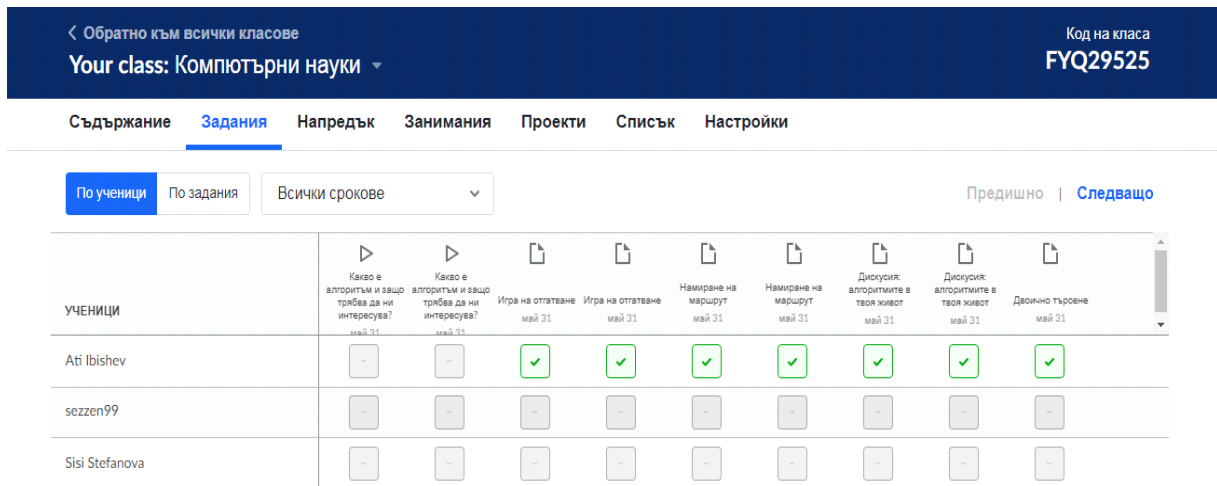 Обратно към всички класове
Код на класа
Your class: Компютърни науки
FYQ29525
Съдържание Задания Напредък Занимания Проекти Списък Настройки
По ученици По задания Всички срокове Предишно | Следващо
УЧЕНИЦИ
Какво е алгоритъм и защо трябва да ни интересува? май 31
Какво е алгоритъм и защо трябва да ни интересува? май 31
Игра на отгатване май 31
Игра на отгатване май 31
Намиране на маршрут май 31
Намиране на маршрут май 31
Дискусия: алгоритмите в твоя живот май 31
Дискусия: алгоритмите в твоя живот май 31
Двоично търсене май 31
Ati Ibishev
sezzen99
Sisi Stefanova